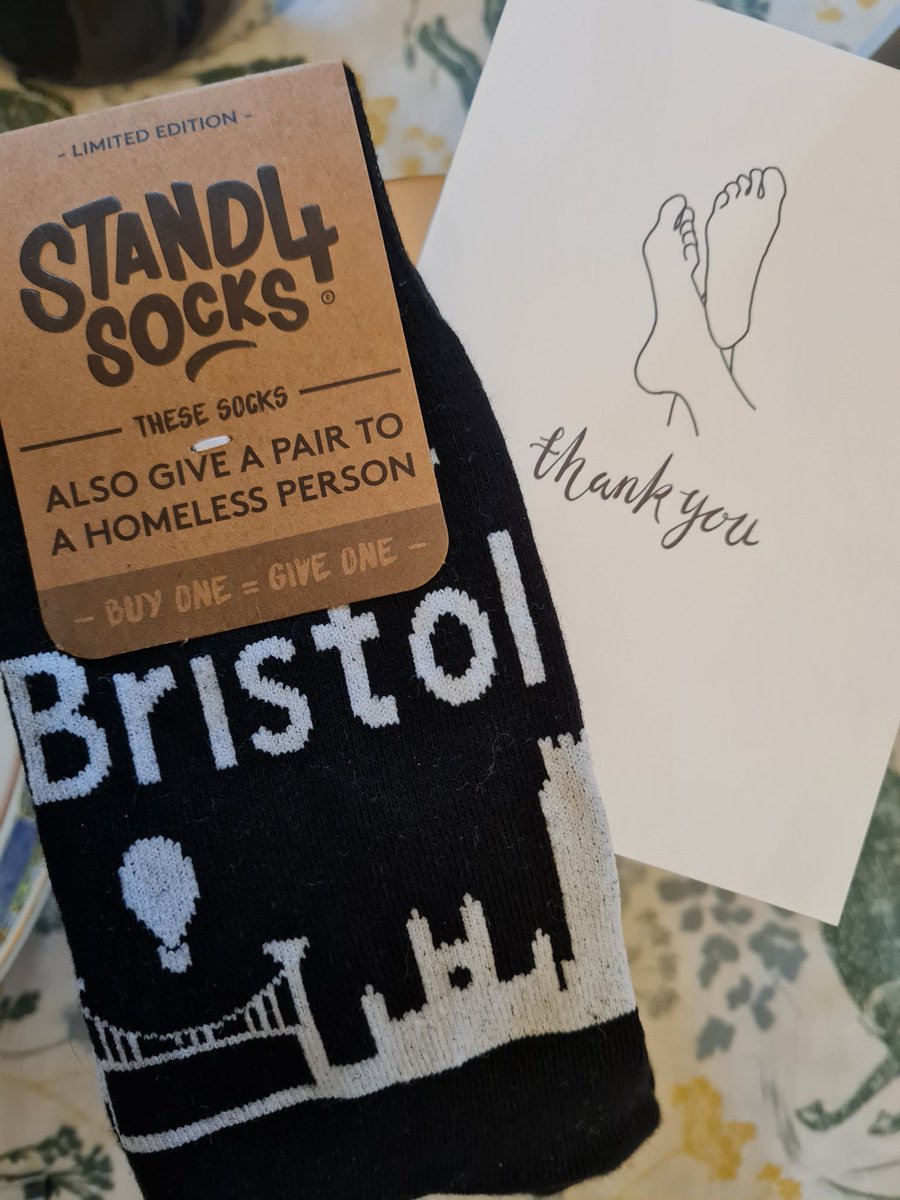 - LIMITED EDITION -
STAND4
SOCKS®
THESE SOCKS
ALSO GIVE A PAIR TO
A HOMELESS PERSON
- BUY ONE = GIVE ONE -
Bristol
thank you